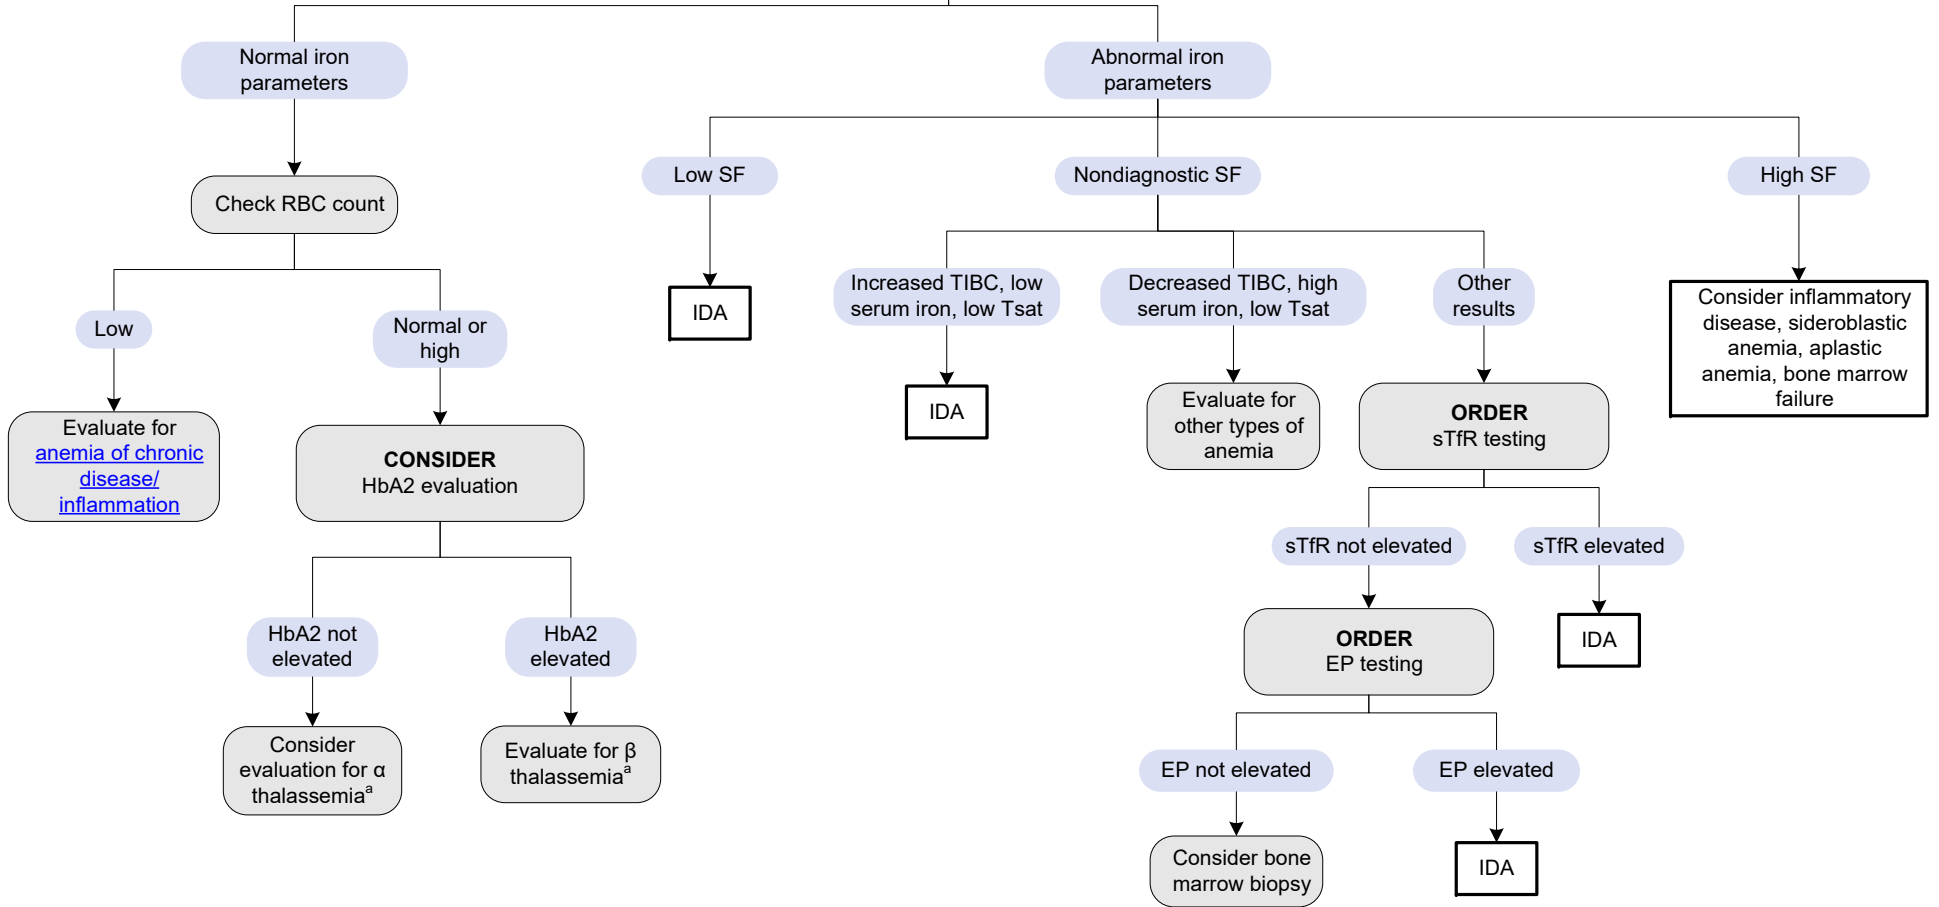 Normal iron
parameters
Abnormal iron
parameters
Check RBC count
Low SF
Nondiagnostic SF
High SF
Low
Normal or
high
IDA
Increased TIBC, low
serum iron, low Tsat
Decreased TIBC, high
serum iron, low Tsat
Other
results
Consider inflammatory
disease, sideroblastic
anemia, aplastic
anemia, bone marrow
failure
Evaluate for
anemia of chronic
disease/
inflammation
CONSIDER
HbA2 evaluation
IDA
Evaluate for
other types of
anemia
ORDER
sTfR testing
sTfR not elevated
sTfR elevated
HbA2 not
elevated
HbA2
elevated
ORDER
EP testing
IDA
Consider
evaluation for α
thalassemiaᵃ
Evaluate for β
thalassemiaᵃ
EP not elevated
EP elevated
Consider bone
marrow biopsy
IDA